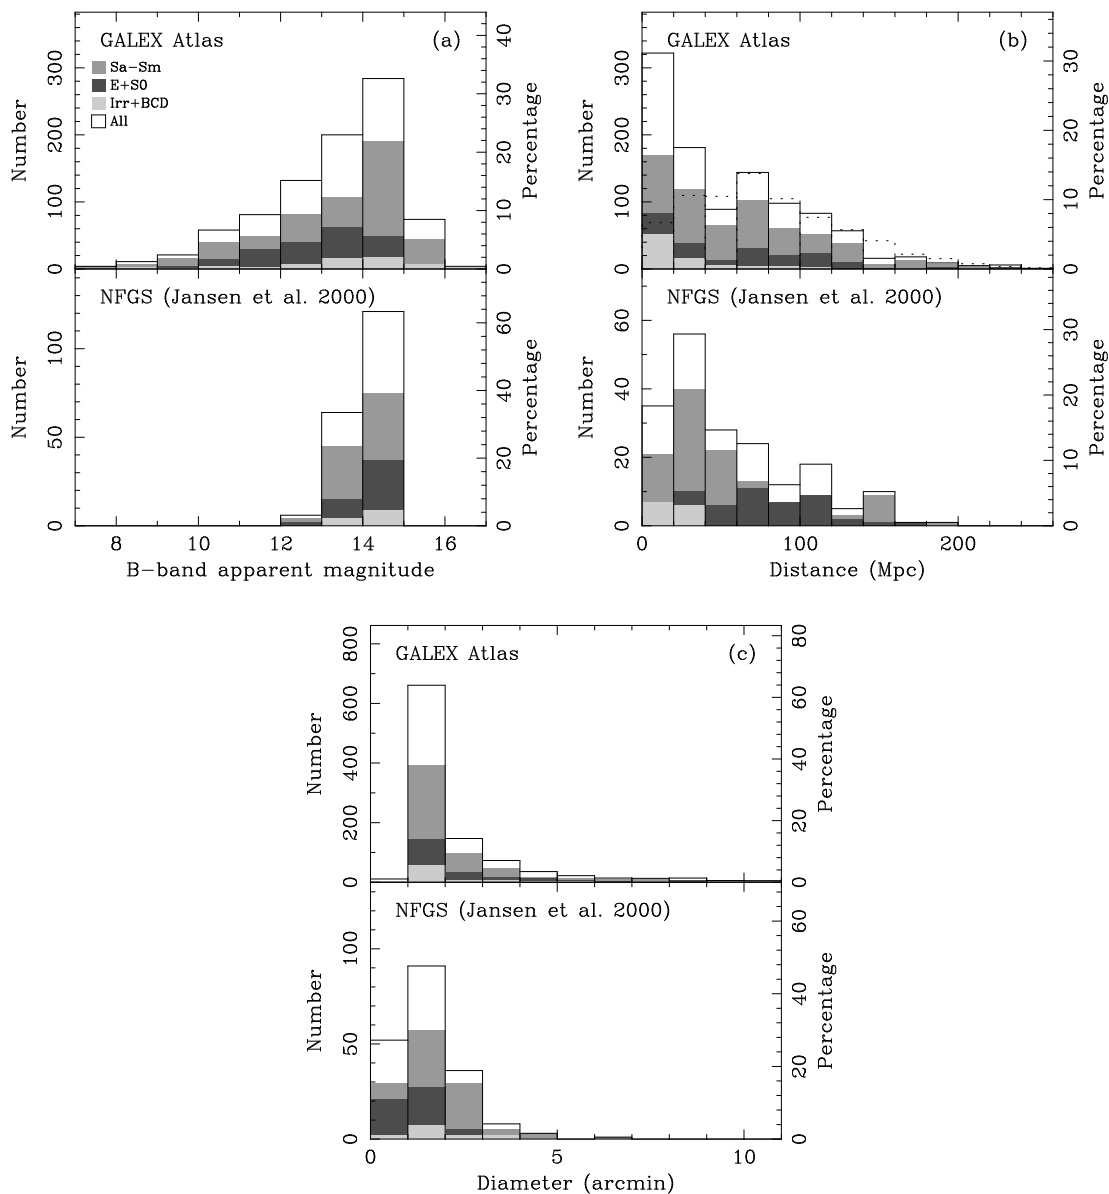 GALEX Atlas (a)
Sa-Sm
E+S0
Irr+BCD
All
Number
0 100 200 300
Percentage
0 10 20 30 40
NFGS (Jansen et al. 2000)
Number
0 50 100
Percentage
0 20 40 60
8 10 12 14 16
B-band apparent magnitude
GALEX Atlas (b)
Number
0 100 200 300
Percentage
0 10 20 30
NFGS (Jansen et al. 2000)
Number
0 20 40 60
Percentage
0 10 20 30
0 100 200
Distance (Mpc)
GALEX Atlas (c)
Number
0 200 400 600 800
Percentage
0 20 40 60 80
NFGS (Jansen et al. 2000)
Number
0 50 100
Percentage
0 20 40 60
0 5 10
Diameter (arcmin)